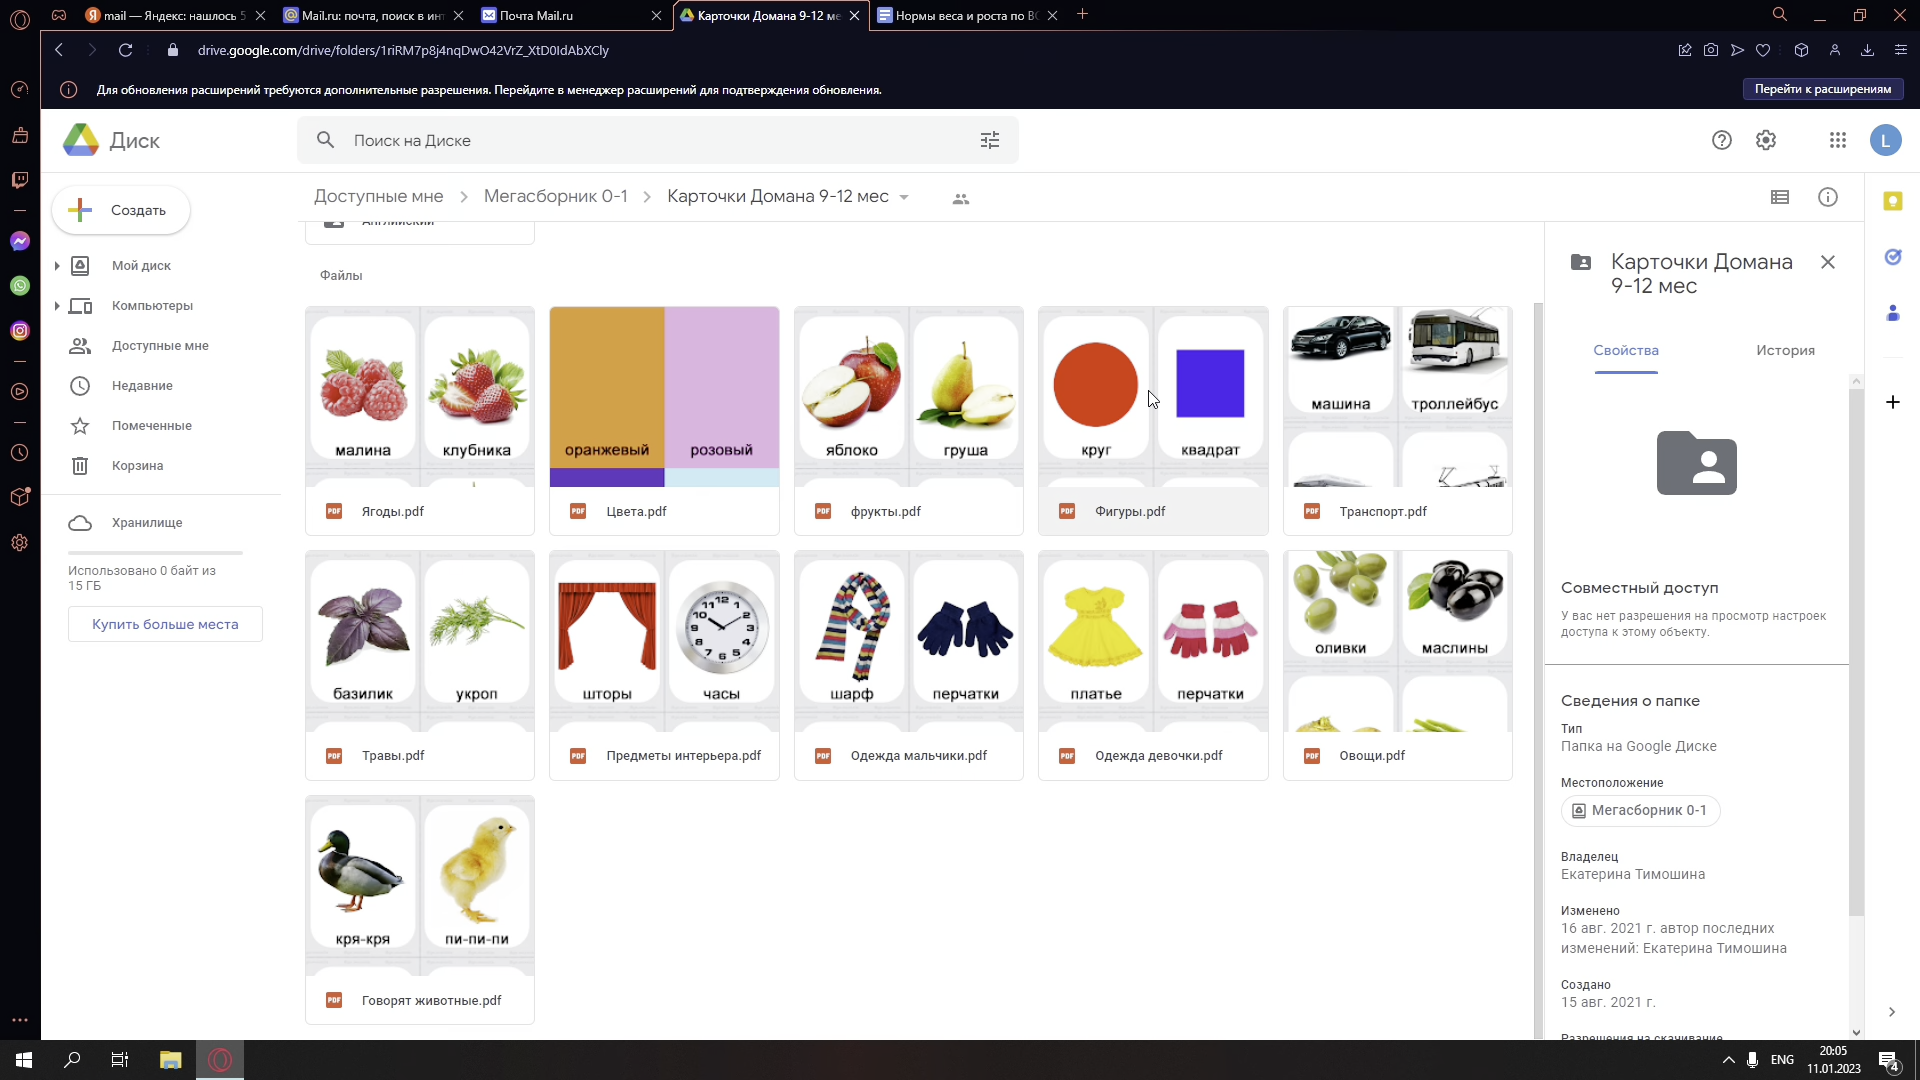 mail — Яндекс: нашлось 5
Mail.ru: почта, поиск в инт
Почта Mail.ru
Карточки Домана 9-12 ме
Нормы веса и роста по ВО
drive.google.com/drive/folders/1riRM7p8j4nqDwO42VrZ_XtD0IdAbXCly
Для обновления расширений требуются дополнительные разрешения. Перейдите в менеджер расширений для подтверждения обновления.
Перейти к расширениям
Диск
Поиск на Диске
L
Создать
Мой диск
Компьютеры
Доступные мне
Недавние
Помеченные
Корзина
Хранилище
Использовано 0 байт из
15 ГБ
Купить больше места
Доступные мне
Мегасборник 0-1
Карточки Домана 9-12 мес
Английский
Файлы
малина
клубника
Ягоды.pdf
оранжевый
розовый
Цвета.pdf
яблоко
груша
фрукты.pdf
круг
квадрат
Фигуры.pdf
машина
троллейбус
Транспорт.pdf
базилик
укроп
Травы.pdf
шторы
часы
Предметы интерьера.pdf
шарф
перчатки
Одежда мальчики.pdf
платье
перчатки
Одежда девочки.pdf
оливки
маслины
Овощи.pdf
кря-кря
пи-пи-пи
Говорят животные.pdf
Карточки Домана
9-12 мес
Свойства
История
Совместный доступ
У вас нет разрешения на просмотр настроек
доступа к этому объекту.
Сведения о папке
Тип
Папка на Google Диске
Местоположение
Мегасборник 0-1
Владелец
Екатерина Тимошина
Изменено
16 авг. 2021 г. автор последних
изменений: Екатерина Тимошина
Создано
15 авг. 2021 г.
Разрешения на скачивание
ENG
20:05
11.01.2023
4